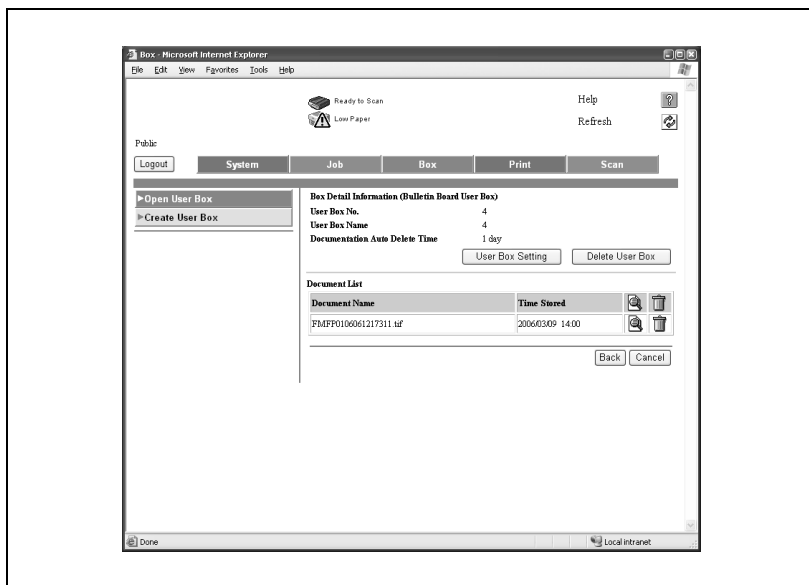 Box - Microsoft Internet Explorer
File Edit View Favorites Tools Help
Ready to Scan
Help
Low Paper
Refresh
Public
Logout System Job Box Print Scan
Open User Box
Create User Box
Box Detail Information (Bulletin Board User Box)
User Box No. 4
User Box Name 4
Documentation Auto Delete Time 1 day
User Box Setting Delete User Box
Document List
Document Name Time Stored
FMFP0106061217311.tif 2006/03/09 14:00
Back Cancel
Done Local intranet